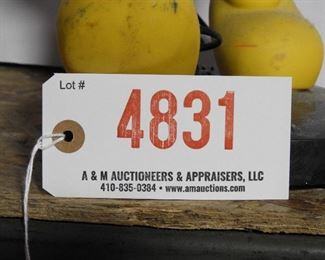 Lot #
4831
A & M AUCTIONEERS & APPRAISERS, LLC
410-835-0384 • www.amauctions.com